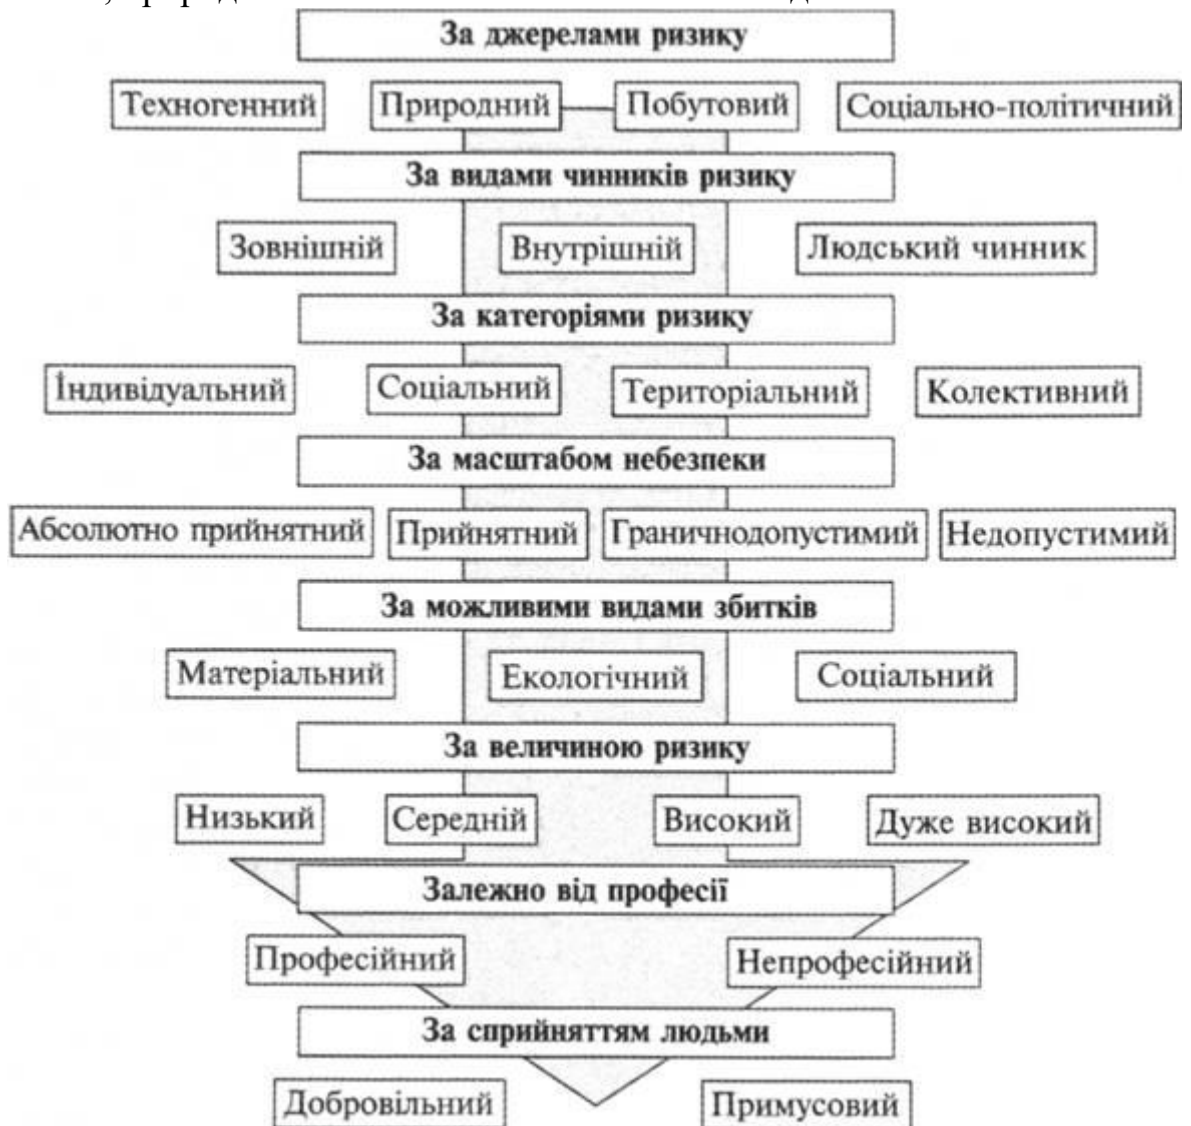 За джерелами ризику
Техногенний Природний Побутовий Соціально-політичний
За видами чинників ризику
Зовнішній Внутрішній Людський чинник
За категоріями ризику
Індивідуальний Соціальний Територіальний Колективний
За масштабом небезпеки
Абсолютно прийнятний Прийнятний Граничнодопустимий Недопустимий
За можливими видами збитків
Матеріальний Екологічний Соціальний
За величиною ризику
Низький Середній Високий Дуже високий
Залежно від професії
Професійний Непрофесійний
За сприйняттям людьми
Добровільний Примусовий